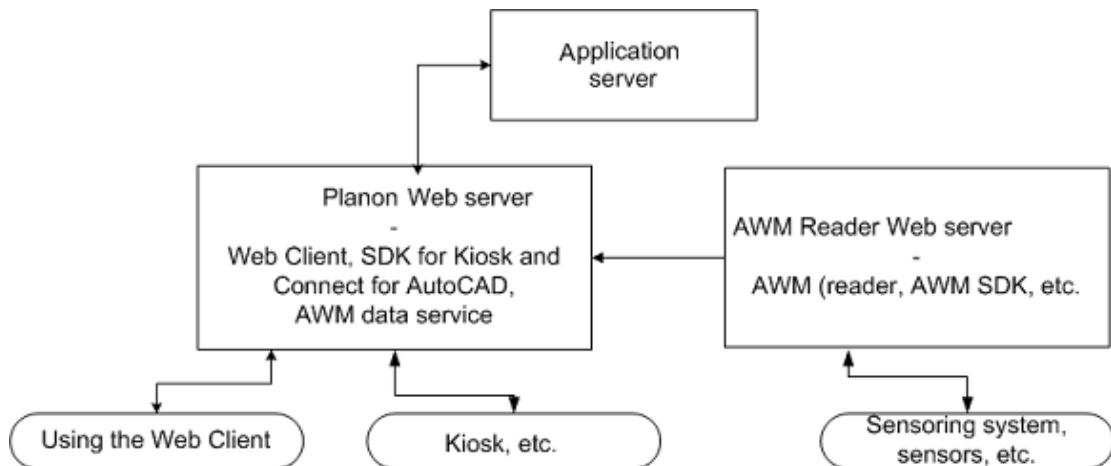 Application
server
Planon Web server
-
Web Client, SDK for Kiosk and
Connect for AutoCAD,
AWM data service
AWM Reader Web server
-
AWM (reader, AWM SDK, etc.
Using the Web Client
Kiosk, etc.
Sensoring system,
sensors, etc.